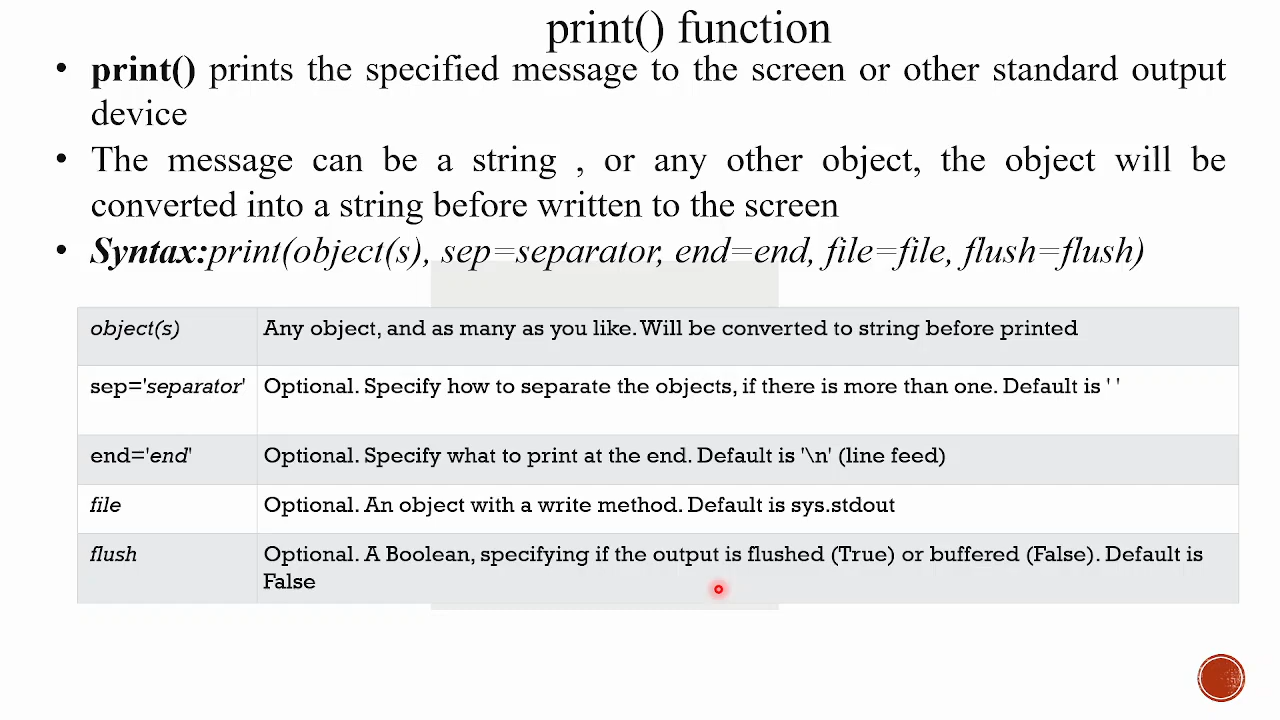 print() function
• print() prints the specified message to the screen or other standard output
device
• The message can be a string , or any other object, the object will be
converted into a string before written to the screen
• Syntax:print(object(s), sep=separator, end=end, file=file, flush=flush)
object(s) Any object, and as many as you like. Will be converted to string before printed
sep='separator' Optional. Specify how to separate the objects, if there is more than one. Default is ' '
end='end' Optional. Specify what to print at the end. Default is '\n' (line feed)
file Optional. An object with a write method. Default is sys.stdout
flush Optional. A Boolean, specifying if the output is flushed (True) or buffered (False). Default is
False